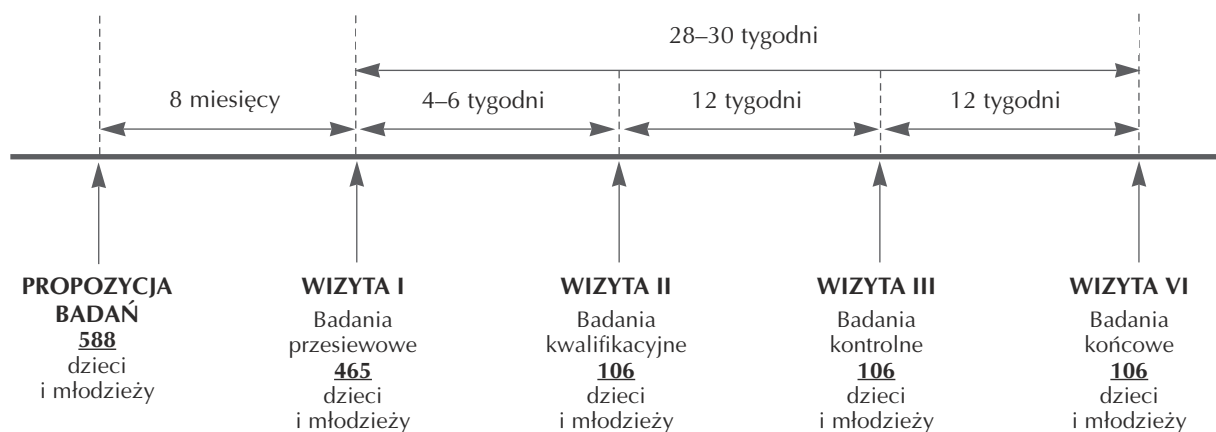 28–30 tygodni
8 miesięcy
4–6 tygodni
12 tygodni
12 tygodni
PROPOZYCJA
BADAŃ
588
dzieci
i młodzieży
WIZYTA I
Badania
przesiewowe
465
dzieci
i młodzieży
WIZYTA II
Badania
kwalifikacyjne
106
dzieci
i młodzieży
WIZYTA III
Badania
kontrolne
106
dzieci
i młodzieży
WIZYTA VI
Badania
końcowe
106
dzieci
i młodzieży